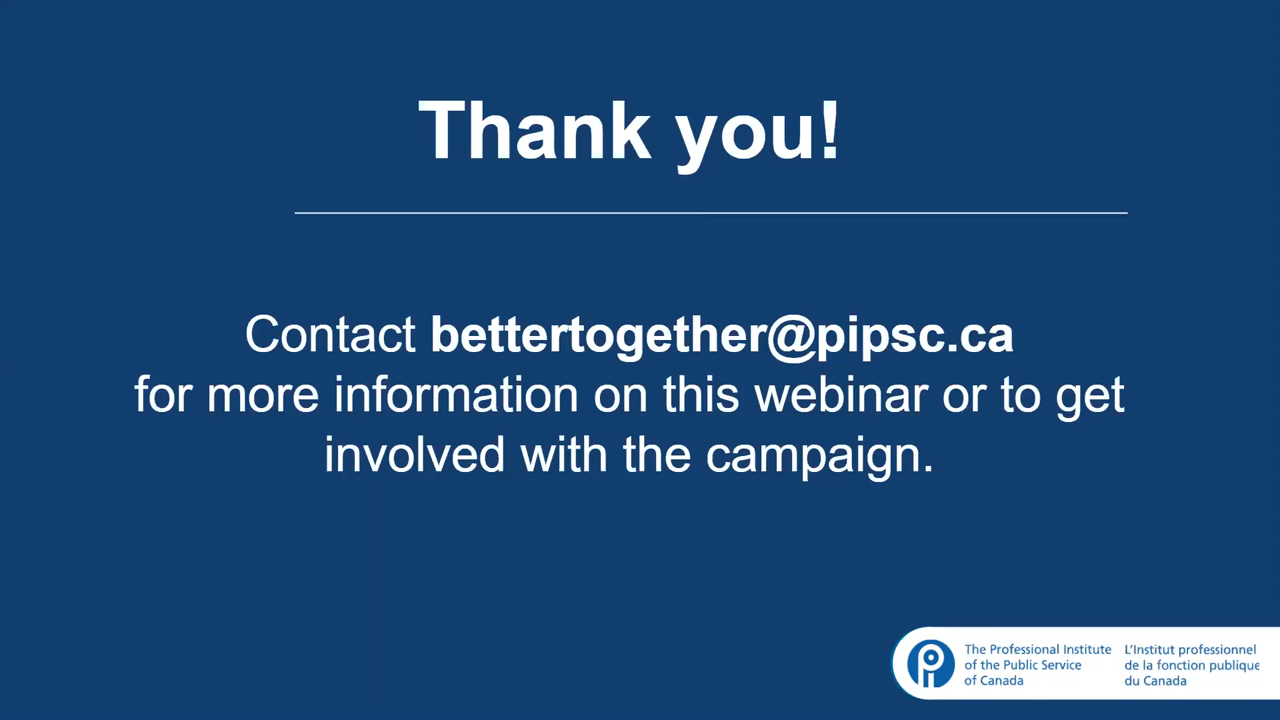 Thank you!
Contact bettertogether@pipsc.ca
for more information on this webinar or to get
involved with the campaign.
The Professional Institute
of the Public Service
of Canada
L'Institut professionnel
de la fonction publique
du Canada